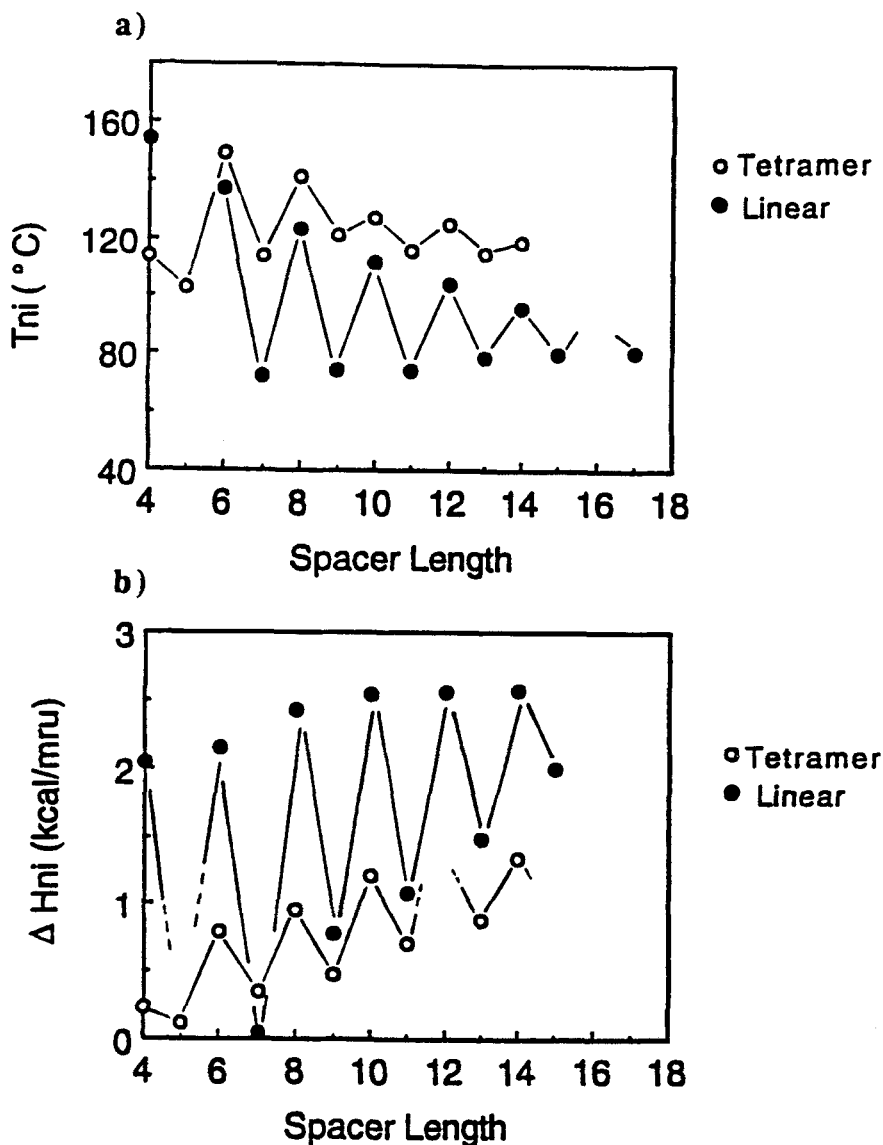 a)
160
120
80
40
Tni ( ° C)
4 6 8 10 12 14 16 18
Spacer Length
Tetramer
Linear
b)
3
2
1
0
Δ Hni (kcal/mru)
4 6 8 10 12 14 16 18
Spacer Length
Tetramer
Linear